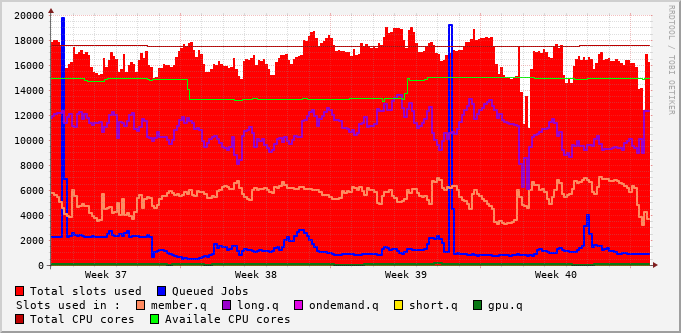 20000
18000
16000
14000
12000
10000
8000
6000
4000
2000
0
Week 37 Week 38 Week 39 Week 40
RRDTOOL / TOBI OETIKER
Total slots used Queued Jobs
Slots used in : member.q long.q ondemand.q short.q gpu.q
Total CPU cores Availale CPU cores